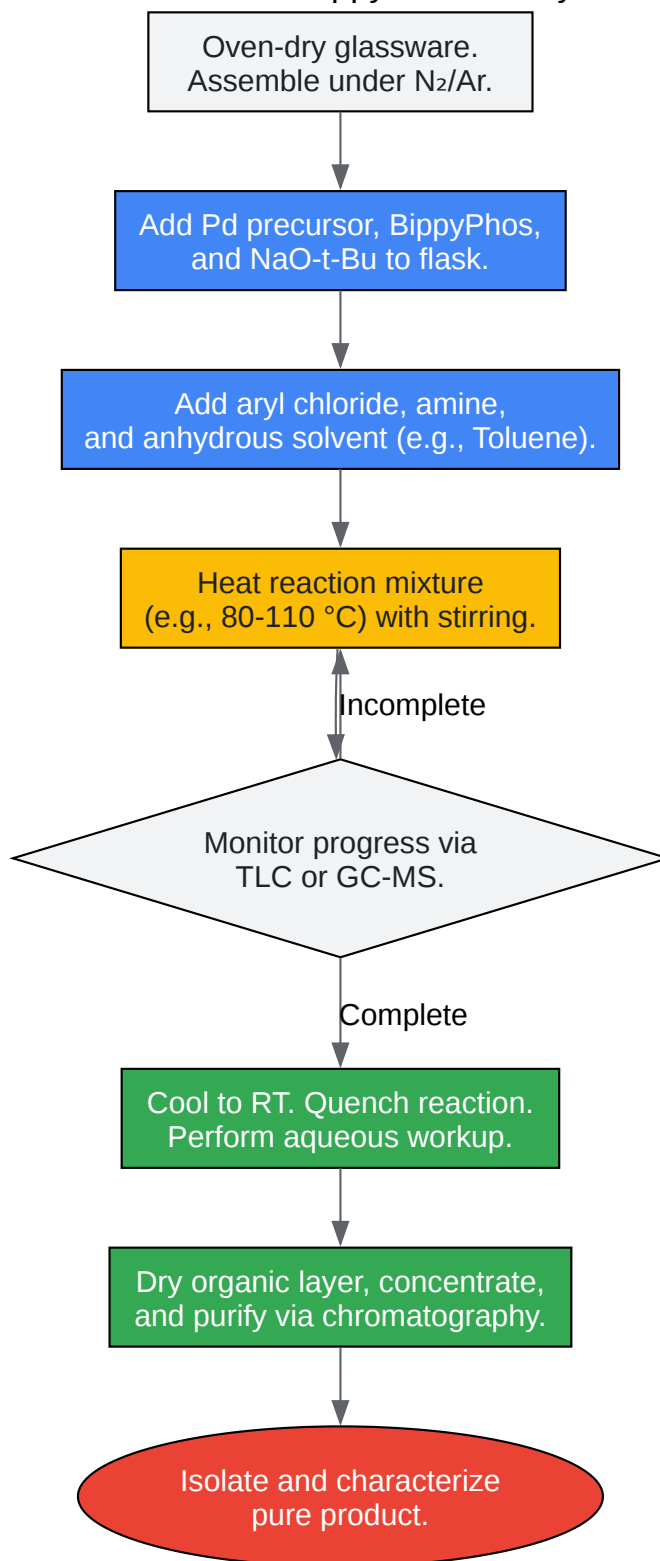 Oven-dry glassware.
Assemble under N₂/Ar.
Add Pd precursor, BippyPhos,
and NaO-t-Bu to flask.
Add aryl chloride, amine,
and anhydrous solvent (e.g., Toluene).
Heat reaction mixture
(e.g., 80-110 °C) with stirring.
Incomplete
Monitor progress via
TLC or GC-MS.
Complete
Cool to RT. Quench reaction.
Perform aqueous workup.
Dry organic layer, concentrate,
and purify via chromatography.
Isolate and characterize
pure product.